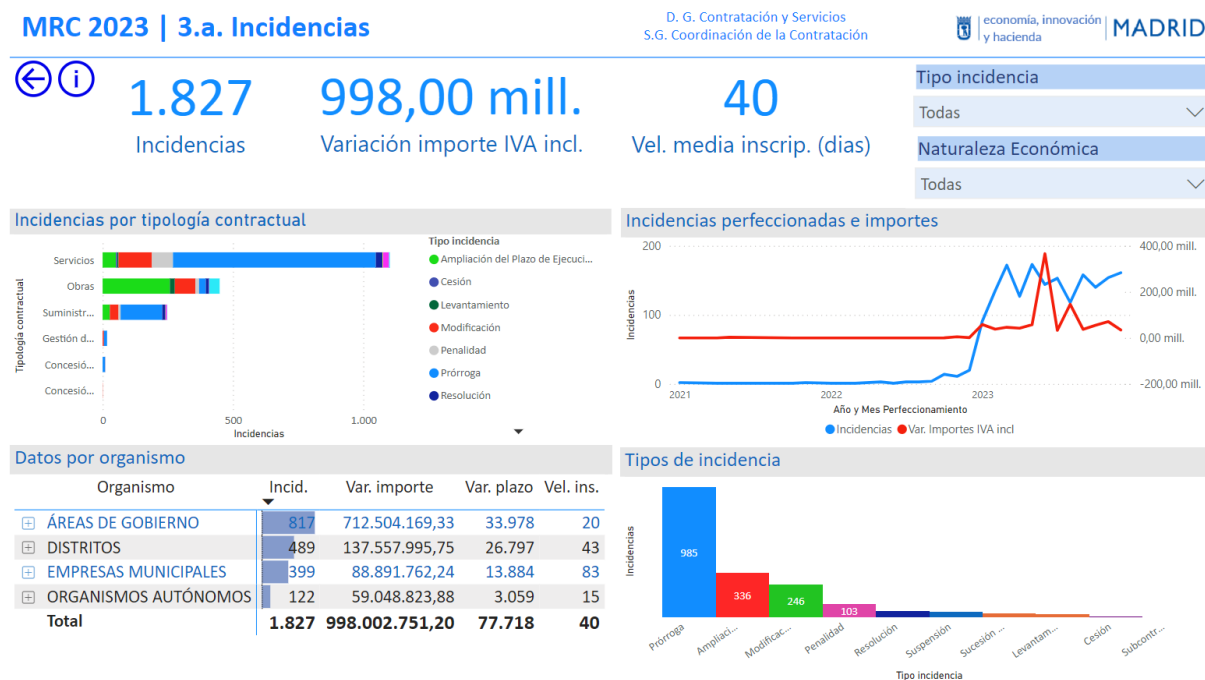 MRC 2023 | 3.a. Incidencias
D. G. Contratación y Servicios
S.G. Coordinación de la Contratación
economía, innovación
y hacienda
MADRID
1.827
Incidencias
998,00 mill.
Variación importe IVA incl.
40
Vel. media inscrip. (dias)
Tipo incidencia
Todas
Naturaleza Económica
Todas
Incidencias por tipología contractual
Tipología contractual
Servicios
Obras
Suministr...
Gestión d...
Concesió...
Concesió...
0 500 1.000
Incidencias
Tipo incidencia
Ampliación del Plazo de Ejecuci...
Cesión
Levantamiento
Modificación
Penalidad
Prórroga
Resolución
Incidencias perfeccionadas e importes
Incidencias
200
100
0
400,00 mill.
200,00 mill.
0,00 mill.
-200,00 mill.
2021 2022 2023
Año y Mes Perfeccionamiento
Incidencias Var. Importes IVA incl
Datos por organismo
Organismo Incid. Var. importe Var. plazo Vel. ins.
ÁREAS DE GOBIERNO 817 712.504.169,33 33.978 20
DISTRITOS 489 137.557.995,75 26.797 43
EMPRESAS MUNICIPALES 399 88.891.762,24 13.884 83
ORGANISMOS AUTÓNOMOS 122 59.048.823,88 3.059 15
Total 1.827 998.002.751,20 77.718 40
Tipos de incidencia
Incidencias
985
336
246
103
Prórroga
Ampliaci...
Modificac...
Penalidad
Resolución
Suspensión
Sucesión ...
Levantam...
Cesión
Subcontr...
Tipo incidencia